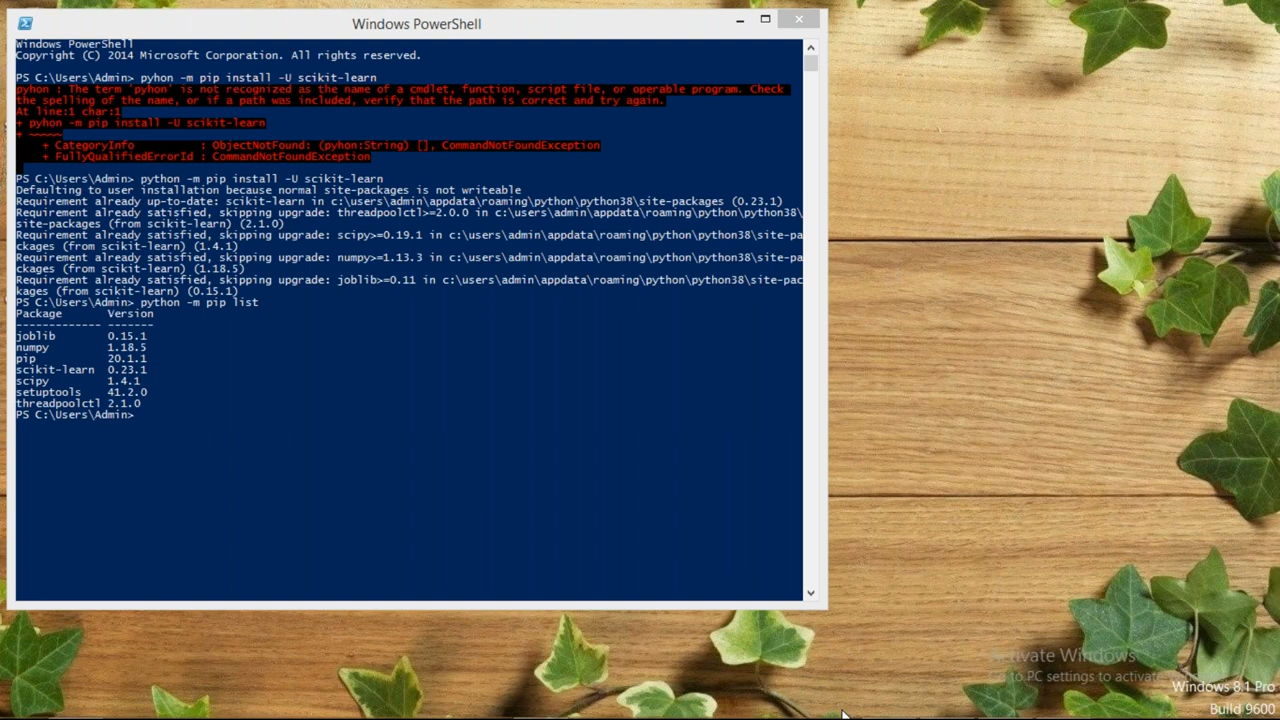 Windows PowerShell
Windows PowerShell
Copyright (C) 2014 Microsoft Corporation. All rights reserved.
PS C:\Users\Admin> pyhon -m pip install -U scikit-learn
pyhon : The term 'pyhon' is not recognized as the name of a cmdlet, function, script file, or operable program. Check
the spelling of the name, or if a path was included, verify that the path is correct and try again.
At line:1 char:1
+ pyhon -m pip install -U scikit-learn
+ ~~~~~
+ CategoryInfo : ObjectNotFound: (pyhon:String) [], CommandNotFoundException
+ FullyQualifiedErrorId : CommandNotFoundException
PS C:\Users\Admin> python -m pip install -U scikit-learn
Defaulting to user installation because normal site-packages is not writeable
Requirement already up-to-date: scikit-learn in c:\users\admin\appdata\roaming\python\python38\site-packages (0.23.1)
Requirement already satisfied, skipping upgrade: threadpoolctl>=2.0.0 in c:\users\admin\appdata\roaming\python\python38\
site-packages (from scikit-learn) (2.1.0)
Requirement already satisfied, skipping upgrade: scipy>=0.19.1 in c:\users\admin\appdata\roaming\python\python38\site-pa
ckages (from scikit-learn) (1.4.1)
Requirement already satisfied, skipping upgrade: numpy>=1.13.3 in c:\users\admin\appdata\roaming\python\python38\site-pa
ckages (from scikit-learn) (1.18.5)
Requirement already satisfied, skipping upgrade: joblib>=0.11 in c:\users\admin\appdata\roaming\python\python38\site-pac
kages (from scikit-learn) (0.15.1)
PS C:\Users\Admin> python -m pip list
Package Version
------------- -------
joblib 0.15.1
numpy 1.18.5
pip 20.1.1
scikit-learn 0.23.1
scipy 1.4.1
setuptools 41.2.0
threadpoolctl 2.1.0
PS C:\Users\Admin>
Activate Windows
Go to PC settings to activate
Windows 8.1 Pro
Build 9600